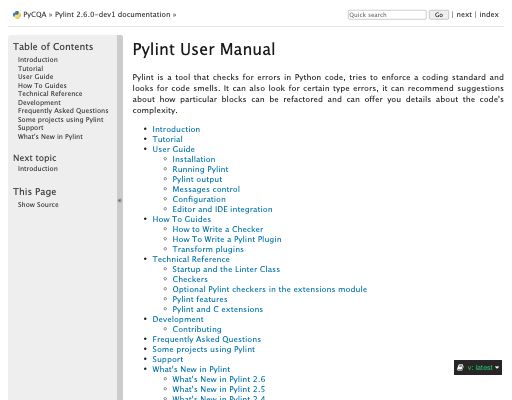 PyCQA » Pylint 2.6.0-dev1 documentation »
Quick search Go | next | index
Table of Contents
Introduction
Tutorial
User Guide
How To Guides
Technical Reference
Development
Frequently Asked Questions
Some projects using Pylint
Support
What's New in Pylint
Next topic
Introduction
This Page
Show Source
Pylint User Manual
Pylint is a tool that checks for errors in Python code, tries to enforce a coding standard and
looks for code smells. It can also look for certain type errors, it can recommend suggestions
about how particular blocks can be refactored and can offer you details about the code's
complexity.
• Introduction
• Tutorial
• User Guide
◦ Installation
◦ Running Pylint
◦ Pylint output
◦ Messages control
◦ Configuration
◦ Editor and IDE integration
• How To Guides
◦ How to Write a Checker
◦ How To Write a Pylint Plugin
◦ Transform plugins
• Technical Reference
◦ Startup and the Linter Class
◦ Checkers
◦ Optional Pylint checkers in the extensions module
◦ Pylint features
◦ Pylint and C extensions
• Development
◦ Contributing
• Frequently Asked Questions
• Some projects using Pylint
• Support
• What's New in Pylint
◦ What's New in Pylint 2.6
◦ What's New in Pylint 2.5
◦ What's New in Pylint 2.4
v: latest